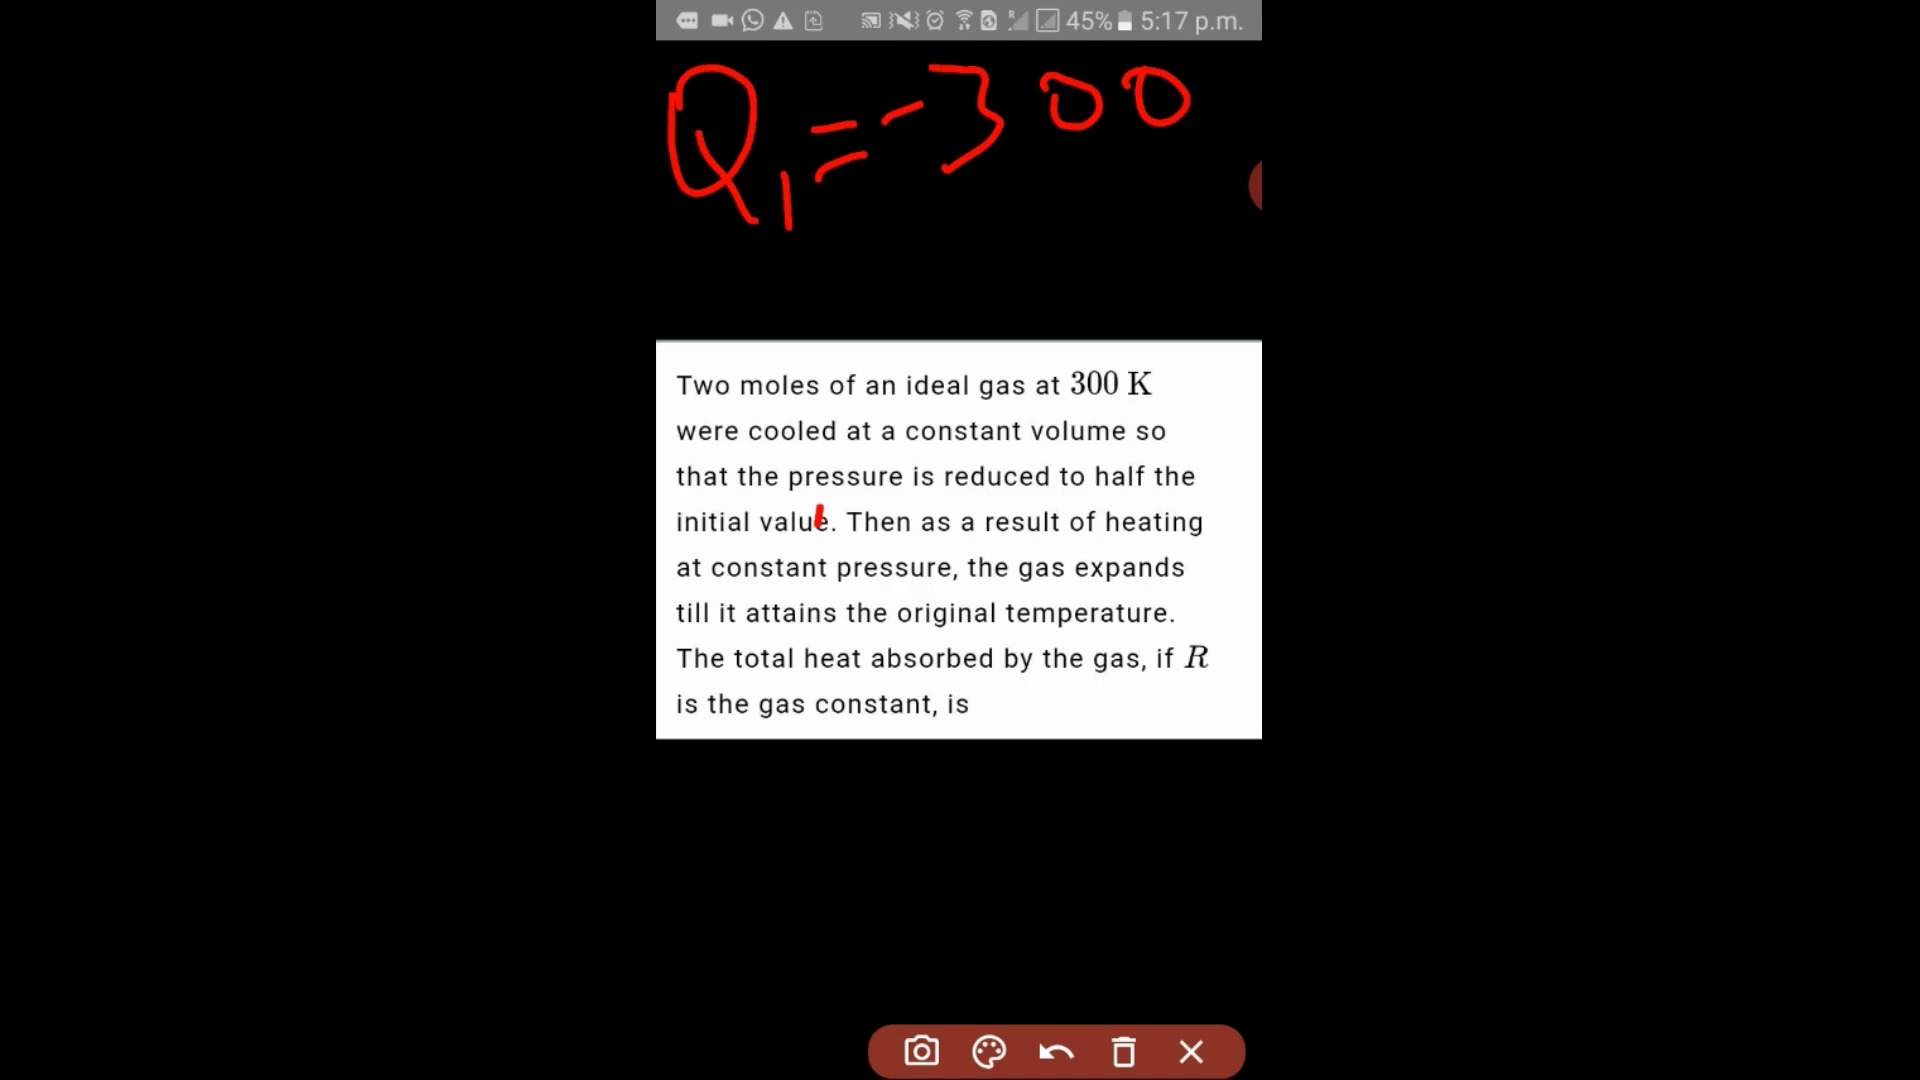 45% 5:17 p.m.
Q₁=-300
Two moles of an ideal gas at 300 K
were cooled at a constant volume so
that the pressure is reduced to half the
initial value. Then as a result of heating
at constant pressure, the gas expands
till it attains the original temperature.
The total heat absorbed by the gas, if R
is the gas constant, is